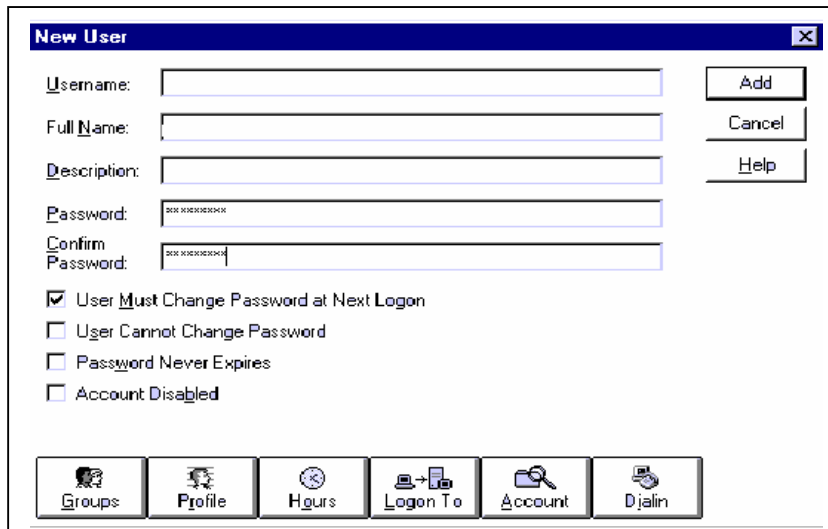 New User
Username:
Add
Full Name:
Cancel
Description:
Help
Password: *********
Confirm
Password: *********
User Must Change Password at Next Logon
User Cannot Change Password
Password Never Expires
Account Disabled
Groups Profile Hours Logon To Account Dialin